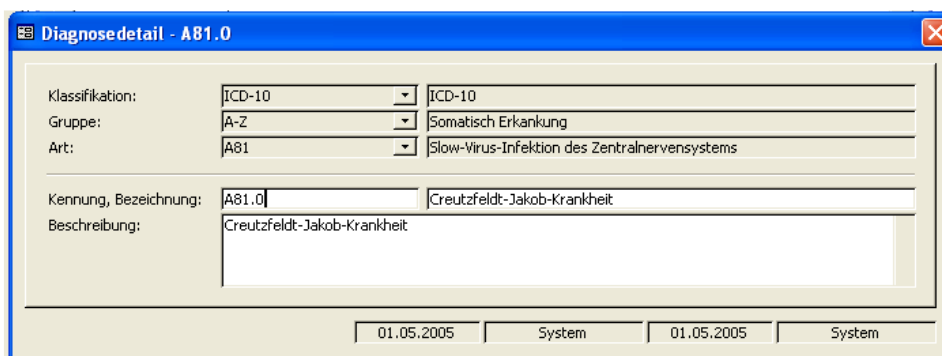 Diagnosedetail - A81.0
Klassifikation: ICD-10 ICD-10
Gruppe: A-Z Somatisch Erkankung
Art: A81 Slow-Virus-Infektion des Zentralnervensystems
Kennung, Bezeichnung: A81.0 Creutzfeldt-Jakob-Krankheit
Beschreibung: Creutzfeldt-Jakob-Krankheit
01.05.2005 System 01.05.2005 System